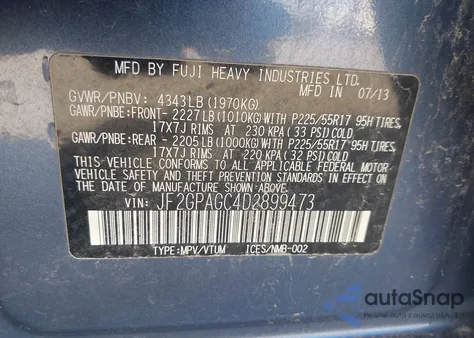 MFD BY FUJI HEAVY INDUSTRIES LTD.
MFD IN 07/13
GVWR/PNBV: 4343LB (1970KG)
GAWR/PNBE: FRONT- 2227LB (1010KG) WITH P225/55R17 95H TIRES,
17X7J RIMS AT 230 KPA (33 PSI) COLD
GAWR/PNBE: REAR - 2205LB (1000KG) WITH P225/55R17 95H TIRES,
17X7J RIMS AT 220 KPA (32 PSI) COLD
THIS VEHICLE CONFORMS TO ALL APPLICABLE FEDERAL MOTOR
VEHICLE SAFETY AND THEFT PREVENTION STANDARDS IN EFFECT
ON THE DATE OF MANUFACTURE SHOWN ABOVE.
VIN: JF2GPAGC4D2899473
TYPE: MPV/VTUM ICES/NMB-002
autoSnap